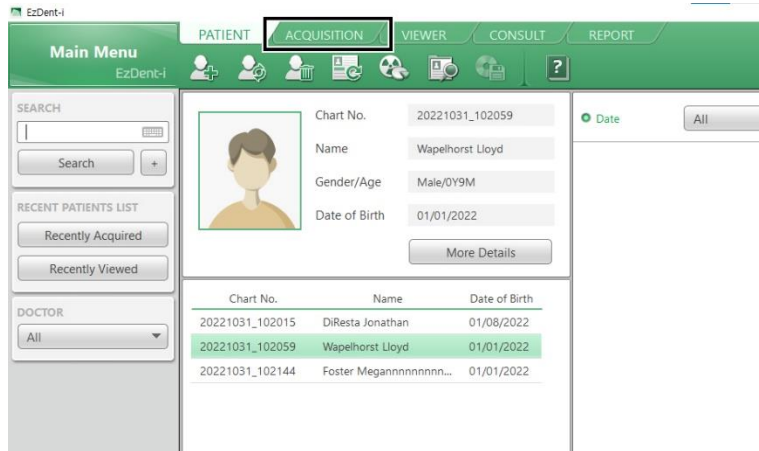 EzDent-i
Main Menu
EzDent-i
PATIENT ACQUISITION VIEWER CONSULT REPORT
?
SEARCH
Search +
RECENT PATIENTS LIST
Recently Acquired
Recently Viewed
DOCTOR
All
Chart No. 20221031_102059
Name Wapelhorst Lloyd
Gender/Age Male/0Y9M
Date of Birth 01/01/2022
More Details
Chart No. Name Date of Birth
20221031_102015 DiResta Jonathan 01/08/2022
20221031_102059 Wapelhorst Lloyd 01/01/2022
20221031_102144 Foster Megannnnnnnnn... 01/01/2022
Date All